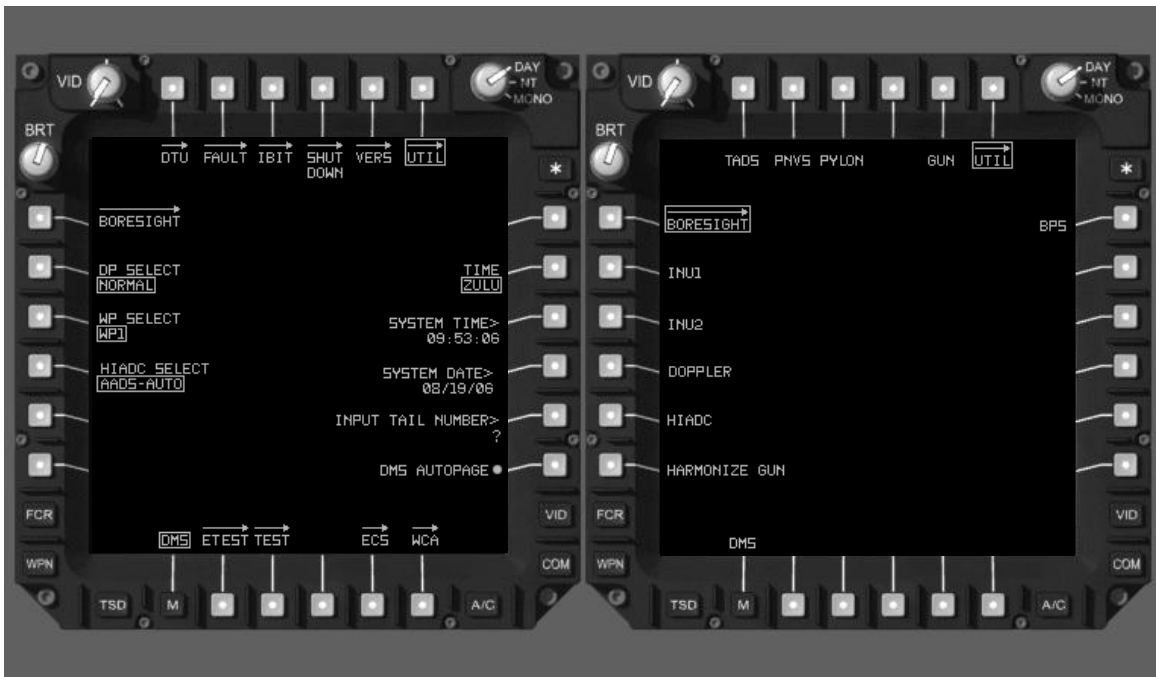 VID
DAY
NT
MONO
BRT
DTU FAULT IBIT SHUT DOWN VERS UTIL
*
BORESIGHT
DP SELECT
NORMAL
TIME
ZULU
WP SELECT
WP1
SYSTEM TIME>
09:53:06
HIADC SELECT
AADS-AUTO
SYSTEM DATE>
08/19/06
INPUT TAIL NUMBER>
?
DMS AUTOPAGE
FCR
VID
DMS ETEST TEST ECS WCA
WPN
COM
TSD M A/C
VID
DAY
NT
MONO
BRT
TADS PNVS PYLON GUN UTIL
*
BORESIGHT
BPS
INU1
INU2
DOPPLER
HIADC
HARMONIZE GUN
FCR
VID
DMS
WPN
COM
TSD M A/C